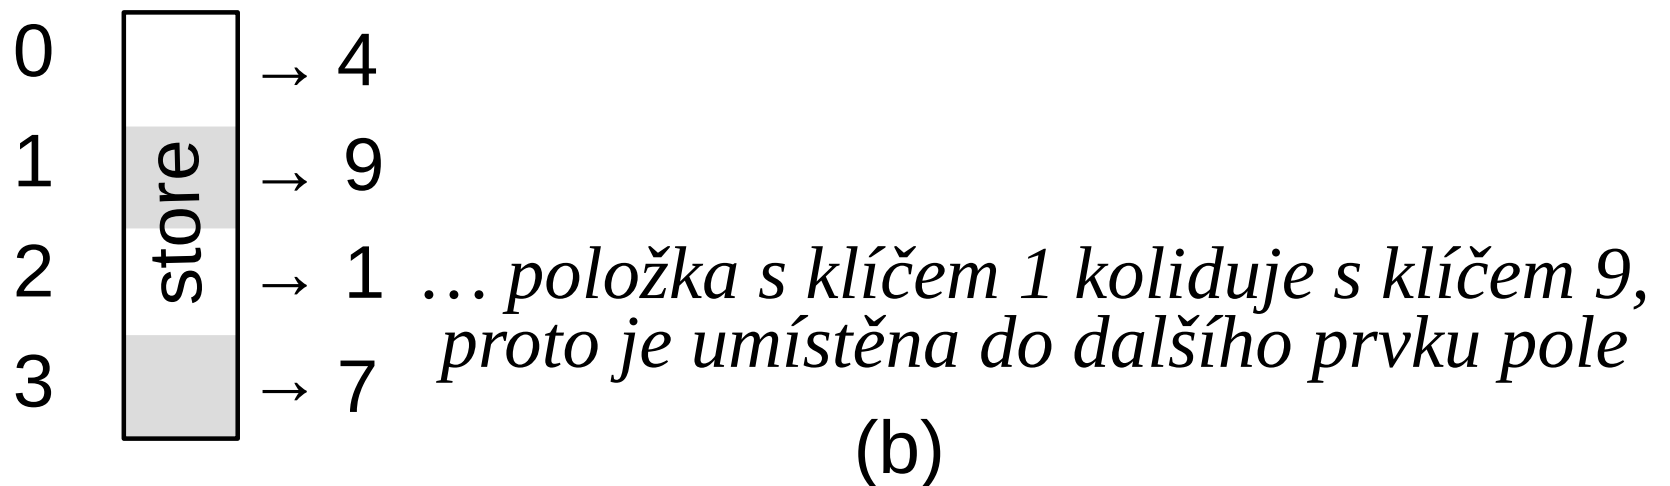 0 → 4
1 → 9
store
2 → 1 … položka s klíčem 1 koliduje s klíčem 9,
proto je umístěna do dalšího prvku pole
3 → 7
(b)